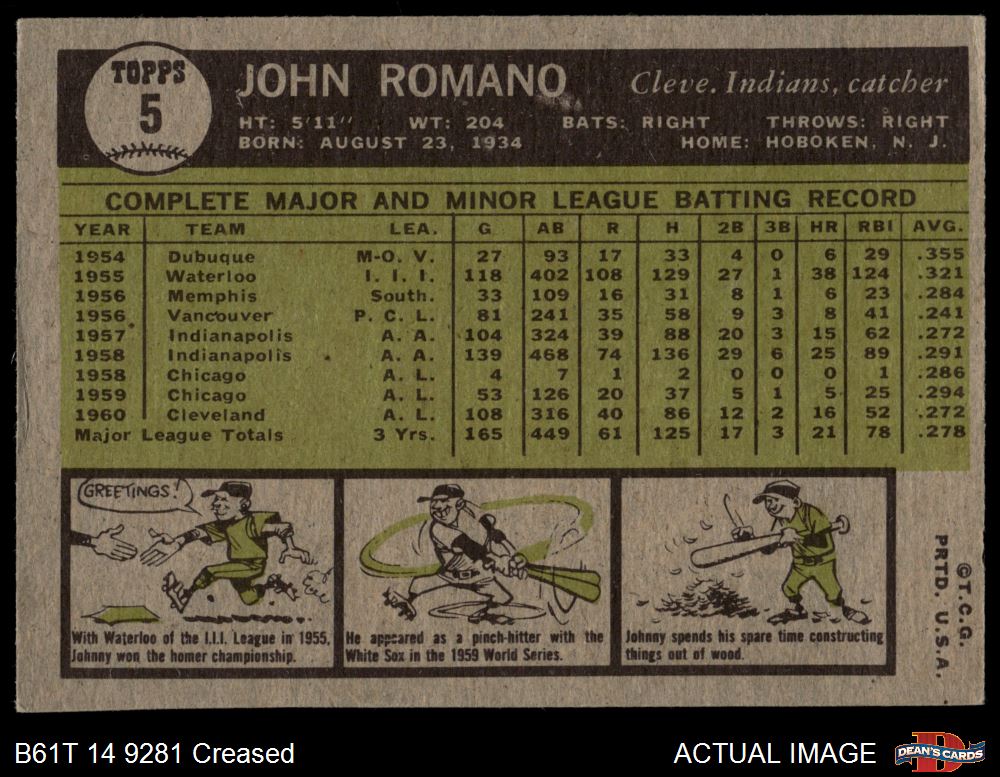 TOPPS
5
JOHN ROMANO
Cleve. Indians, catcher
HT: 5'11" WT: 204 BATS: RIGHT THROWS: RIGHT
BORN: AUGUST 23, 1934 HOME: HOBOKEN, N. J.
COMPLETE MAJOR AND MINOR LEAGUE BATTING RECORD
YEAR TEAM LEA. G AB R H 2B 3B HR RBI AVG.
1954 Dubuque M-O. V. 27 93 17 33 4 0 6 29 .355
1955 Waterloo I. I. I. 118 402 108 129 27 1 38 124 .321
1956 Memphis South. 33 109 16 31 8 1 6 23 .284
1956 Vancouver P. C. L. 81 241 35 58 9 3 8 41 .241
1957 Indianapolis A. A. 104 324 39 88 20 3 15 62 .272
1958 Indianapolis A. A. 139 468 74 136 29 6 25 89 .291
1958 Chicago A. L. 4 7 1 2 0 0 0 1 .286
1959 Chicago A. L. 53 126 20 37 5 1 5 25 .294
1960 Cleveland A. L. 108 316 40 86 12 2 16 52 .272
Major League Totals 3 Yrs. 165 449 61 125 17 3 21 78 .278
GREETINGS!
With Waterloo of the I.I.I. League in 1955,
Johnny won the homer championship.
He appeared as a pinch-hitter with the
White Sox in the 1959 World Series.
Johnny spends his spare time constructing
things out of wood.
©T.C.G.
PRTD. U.S.A.
B61T 14 9281 Creased
ACTUAL IMAGE
DEAN'S CARDS